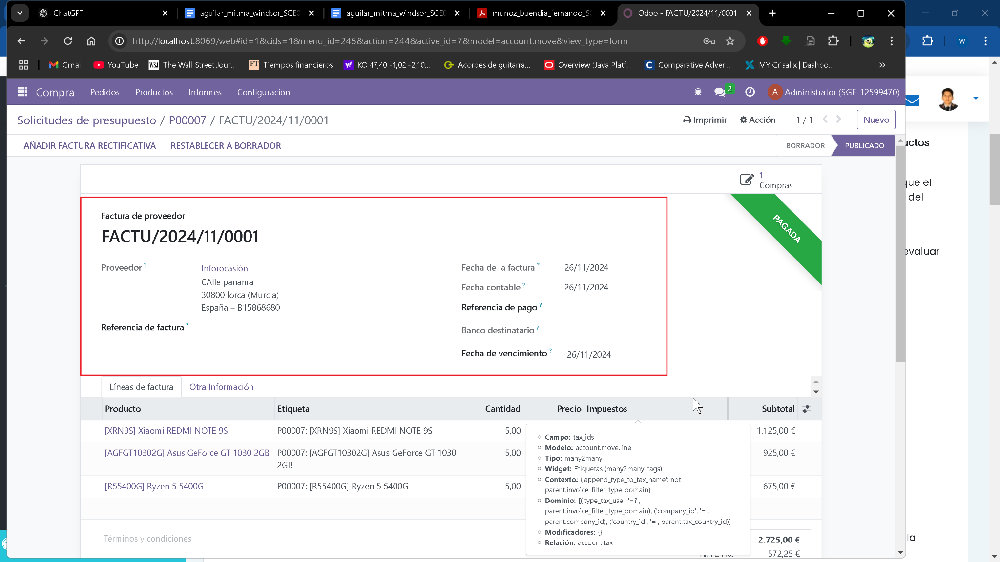 ChatGPT
aguilar_mitma_windsor_SGE0
aguilar_mitma_windsor_SGE0
munoz_buendia_fernando_S
Odoo - FACTU/2024/11/0001
http://localhost:8069/web#id=1&cids=1&menu_id=245&action=244&active_id=7&model=account.move&view_type=form
W
Gmail
YouTube
WSJ
The Wall Street Jour...
FT
Tiempos financieros
KO 47,40 -1,02 -2,10...
Acordes de guitarra...
Overview (Java Platf...
C
Comparative Adver...
MY Crisalix | Dashbo...
Compra
Pedidos
Productos
Informes
Configuración
2
A
Administrator (SGE-12599470)
Solicitudes de presupuesto / P00007 / FACTU/2024/11/0001
Imprimir
Acción
1 / 1
Nuevo
AÑADIR FACTURA RECTIFICATIVA
RESTABLECER A BORRADOR
BORRADOR
PUBLICADO
uctos
1
Compras
que el
del
PAGADA
evaluar
Factura de proveedor
FACTU/2024/11/0001
Proveedor ?
Inforocasión
CAlle panama
30800 lorca (Murcia)
España – B15868680
Referencia de factura ?
Fecha de la factura ?
26/11/2024
Fecha contable ?
26/11/2024
Referencia de pago ?
Banco destinatario ?
Fecha de vencimiento ?
26/11/2024
Líneas de factura
Otra Información
Producto
Etiqueta
Cantidad
Precio
Impuestos
Subtotal
[XRN9S] Xiaomi REDMI NOTE 9S
P00007: [XRN9S] Xiaomi REDMI NOTE 9S
5,00
1.125,00 €
[AGFGT10302G] Asus GeForce GT 1030 2GB
P00007: [AGFGT10302G] Asus GeForce GT 1030
2GB
5,00
925,00 €
[R55400G] Ryzen 5 5400G
P00007: [R55400G] Ryzen 5 5400G
5,00
675,00 €
Campo: tax_ids
Modelo: account.move.line
Tipo: many2many
Widget: Etiquetas (many2many_tags)
Contexto: {'append_type_to_tax_name': not
parent.invoice_filter_type_domain}
Dominio: [('type_tax_use', '=?',
parent.invoice_filter_type_domain), ('company_id', '=',
parent.company_id), ('country_id', '=', parent.tax_country_id)]
Modificadores: {}
Relación: account.tax
Términos y condiciones
2.725,00 €
IVA 21%:
572,25 €
la